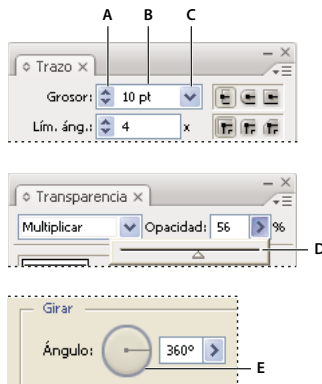 A B C
Trazo
Grosor: 10 pt
Lím. áng.: 4 x
Transparencia
Multiplicar Opacidad: 56 %
D
Girar
Ángulo: 360°
E